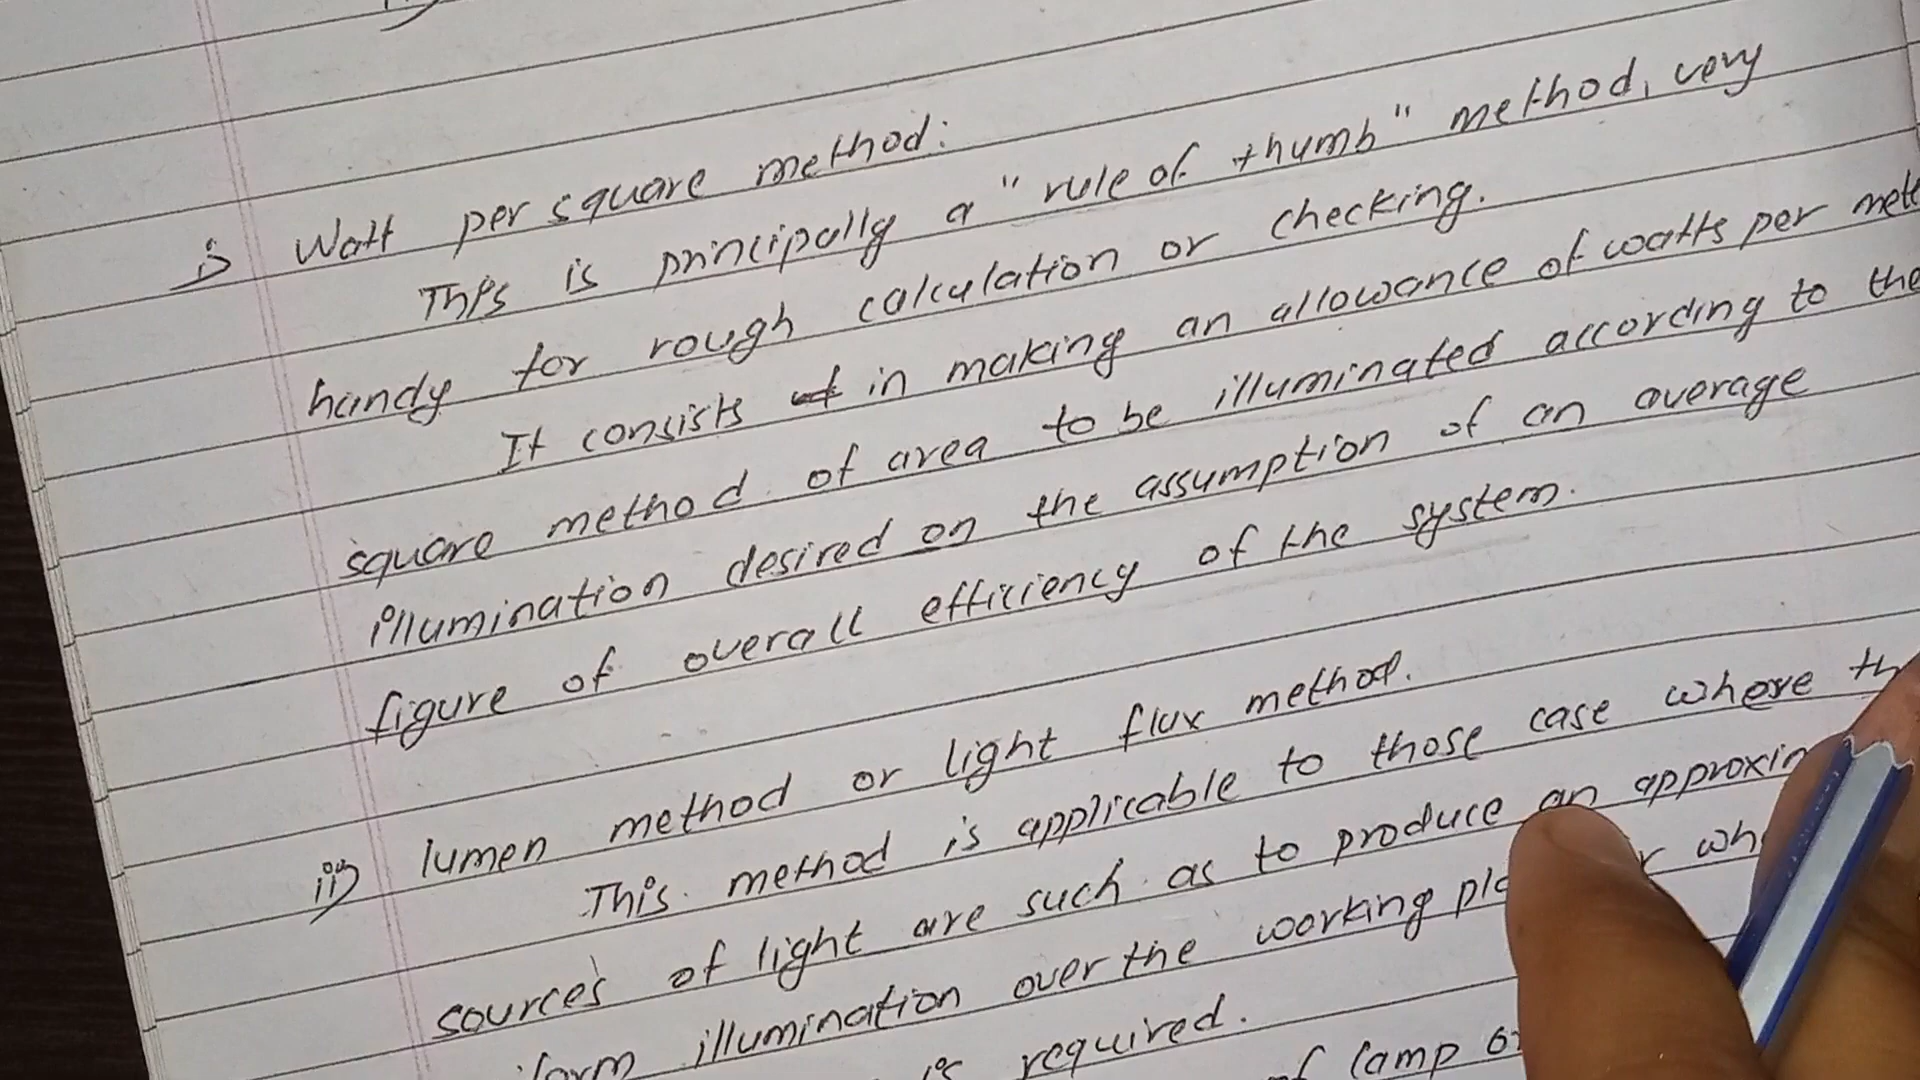 i) Watt per square method:
This is principally a "rule of thumb" method, very
handy for rough calculation or checking.
It consists in making an allowance of watts per
square method of area to be illuminated according to the
illumination desired on the assumption of an average
figure of overall efficiency of the system.
ii) lumen method or light flux method.
This method is applicable to those case where
sources of light are such as to produce an
illumination over the working
is required.
of lamp